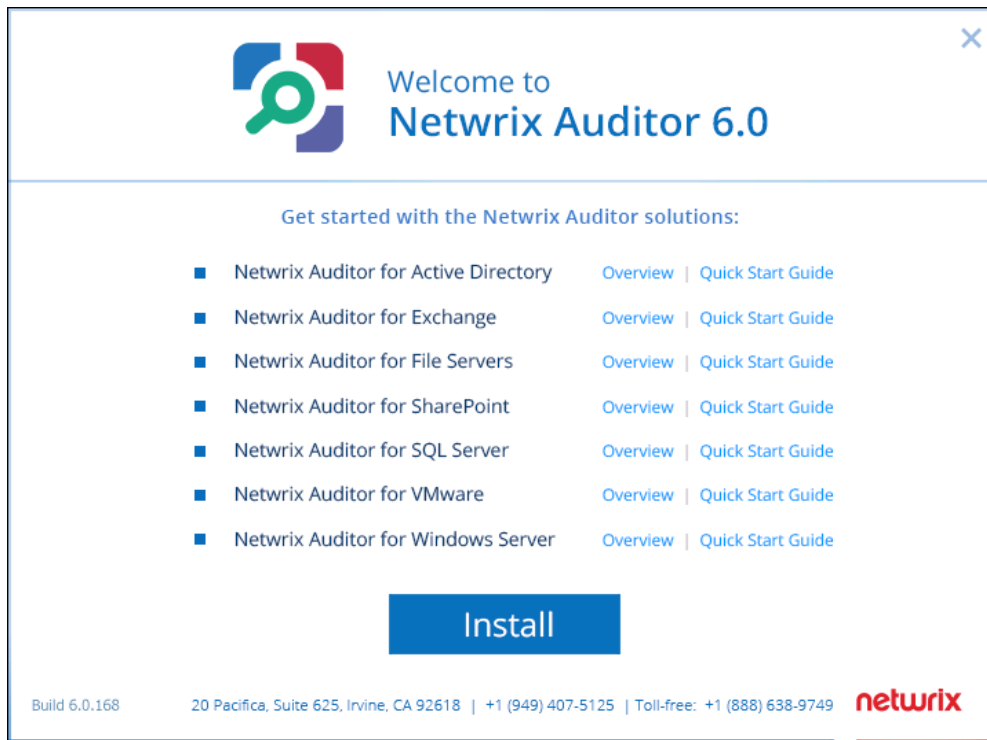 Welcome to
Netwrix Auditor 6.0
Get started with the Netwrix Auditor solutions:
Netwrix Auditor for Active Directory Overview | Quick Start Guide
Netwrix Auditor for Exchange Overview | Quick Start Guide
Netwrix Auditor for File Servers Overview | Quick Start Guide
Netwrix Auditor for SharePoint Overview | Quick Start Guide
Netwrix Auditor for SQL Server Overview | Quick Start Guide
Netwrix Auditor for VMware Overview | Quick Start Guide
Netwrix Auditor for Windows Server Overview | Quick Start Guide
Install
Build 6.0.168 20 Pacifica, Suite 625, Irvine, CA 92618 | +1 (949) 407-5125 | Toll-free: +1 (888) 638-9749 netwrix